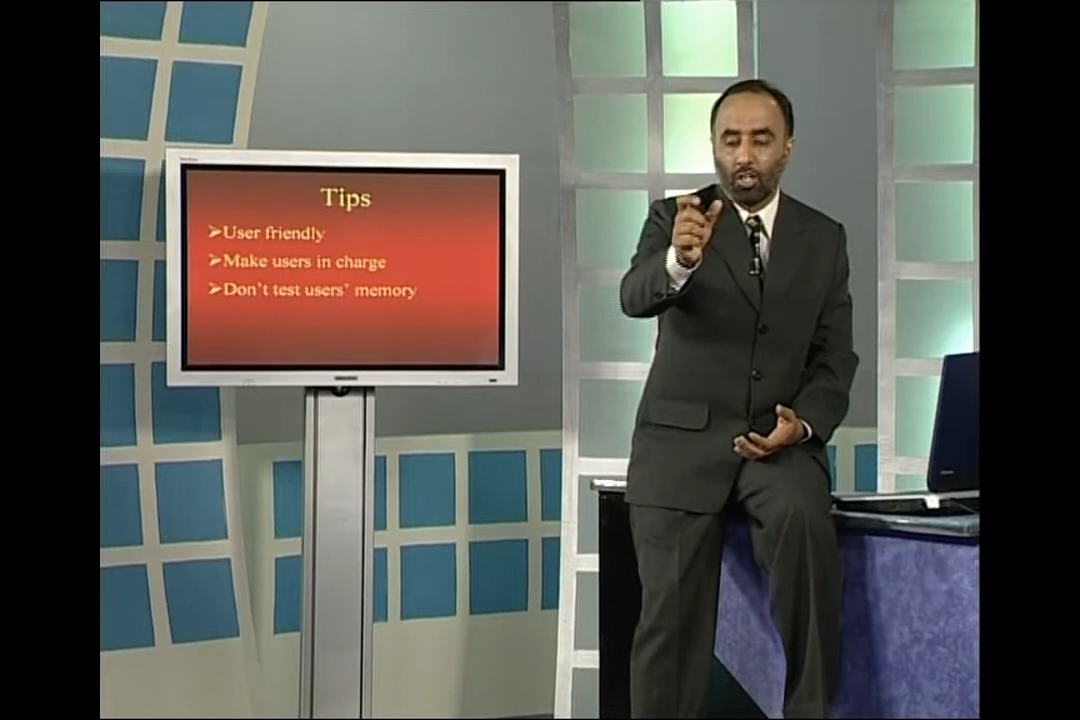 Tips
➢User friendly
➢Make users in charge
➢Don't test users' memory